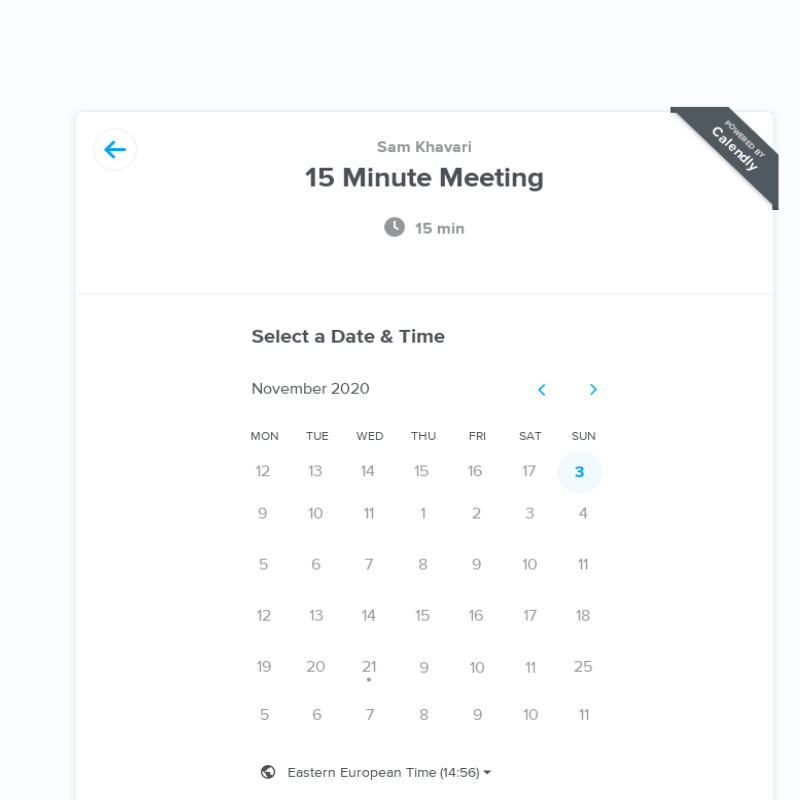 POWERED BY
Calendly
Sam Khavari
15 Minute Meeting
15 min
Select a Date & Time
November 2020
MON TUE WED THU FRI SAT SUN
12 13 14 15 16 17 3
9 10 11 1 2 3 4
5 6 7 8 9 10 11
12 13 14 15 16 17 18
19 20 21 9 10 11 25
5 6 7 8 9 10 11
Eastern European Time (14:56)